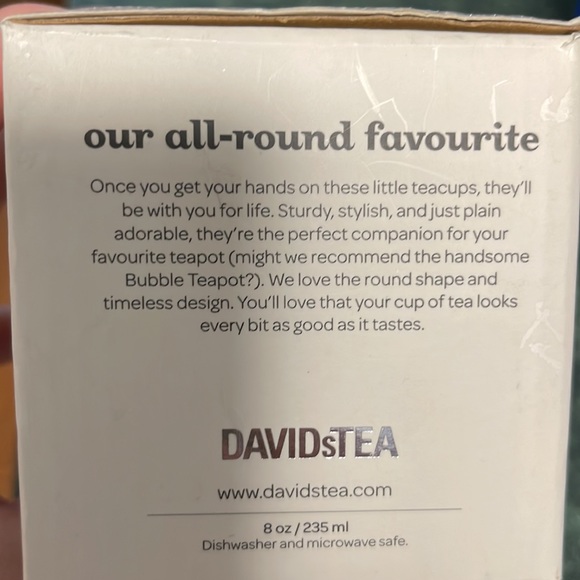 our all-round favourite
Once you get your hands on these little teacups, they'll
be with you for life. Sturdy, stylish, and just plain
adorable, they're the perfect companion for your
favourite teapot (might we recommend the handsome
Bubble Teapot?). We love the round shape and
timeless design. You'll love that your cup of tea looks
every bit as good as it tastes.
DAVIDsTEA
www.davidstea.com
8 oz / 235 ml
Dishwasher and microwave safe.